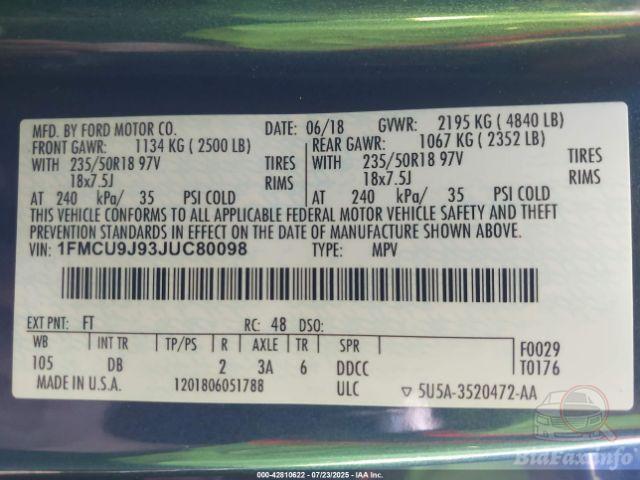 MFD. BY FORD MOTOR CO. DATE: 06/18 GVWR: 2195 KG ( 4840 LB)
FRONT GAWR: 1134 KG ( 2500 LB) REAR GAWR: 1067 KG ( 2352 LB)
WITH 235/50R18 97V TIRES WITH 235/50R18 97V TIRES
18x7.5J RIMS 18x7.5J RIMS
AT 240 kPa/ 35 PSI COLD AT 240 kPa/ 35 PSI COLD
THIS VEHICLE CONFORMS TO ALL APPLICABLE FEDERAL MOTOR VEHICLE SAFETY AND THEFT
PREVENTION STANDARDS IN EFFECT ON THE DATE OF MANUFACTURE SHOWN ABOVE.
VIN: 1FMCU9J93JUC80098 TYPE: MPV
EXT PNT: FT RC: 48 DSO:
WB INT TR TP/PS R AXLE TR SPR F0029
105 DB 2 3A 6 DDCC T0176
MADE IN U.S.A. 1201806051788 ULC 5U5A-3520472-AA
BidFax.info
000-42810622 - 07/23/2025 - IAA Inc.